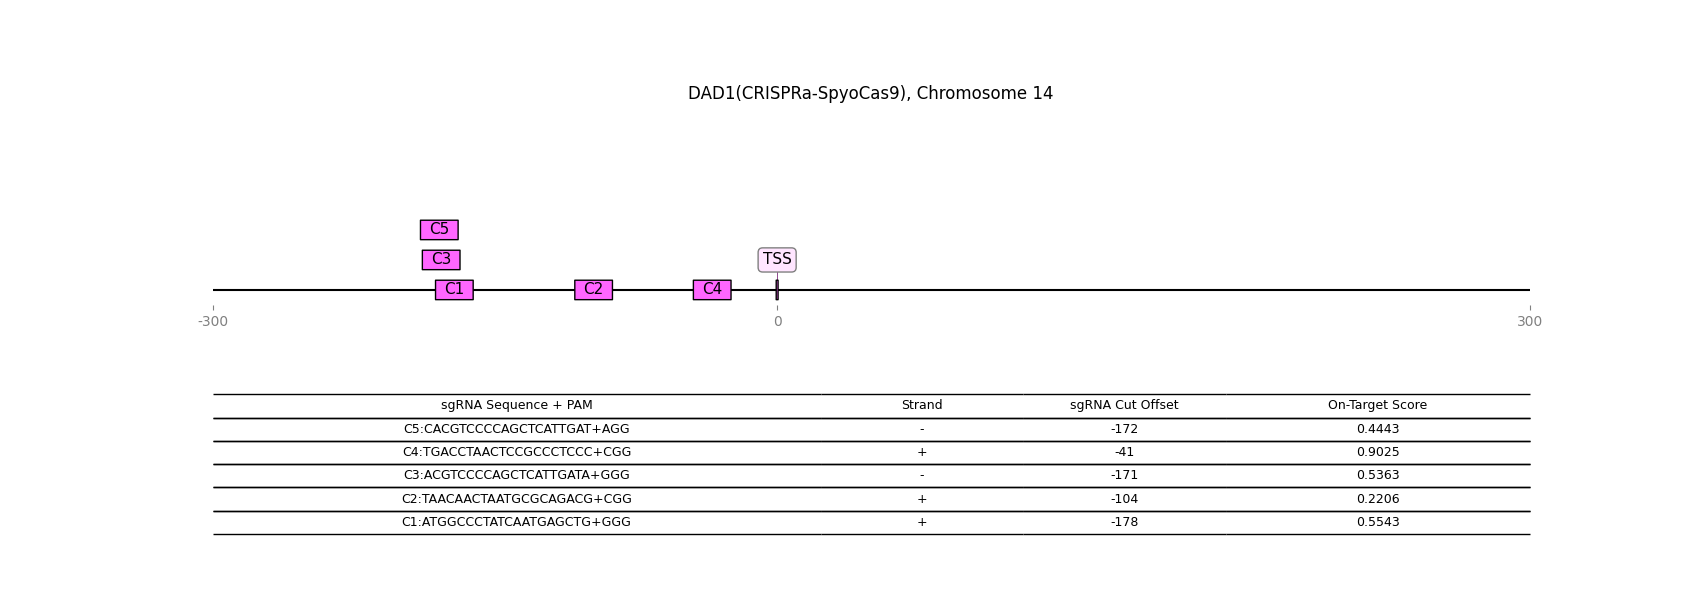 DAD1(CRISPRa-SpyoCas9), Chromosome 14
C5
C3
TSS
C1
C2
C4
-300
0
300
sgRNA Sequence + PAM Strand sgRNA Cut Offset On-Target Score
C5:CACGTCCCCAGCTCATTGAT+AGG - -172 0.4443
C4:TGACCTAACTCCGCCCTCCC+CGG + -41 0.9025
C3:ACGTCCCCAGCTCATTGATA+GGG - -171 0.5363
C2:TAACAACTAATGCGCAGACG+CGG + -104 0.2206
C1:ATGGCCCTATCAATGAGCTG+GGG + -178 0.5543